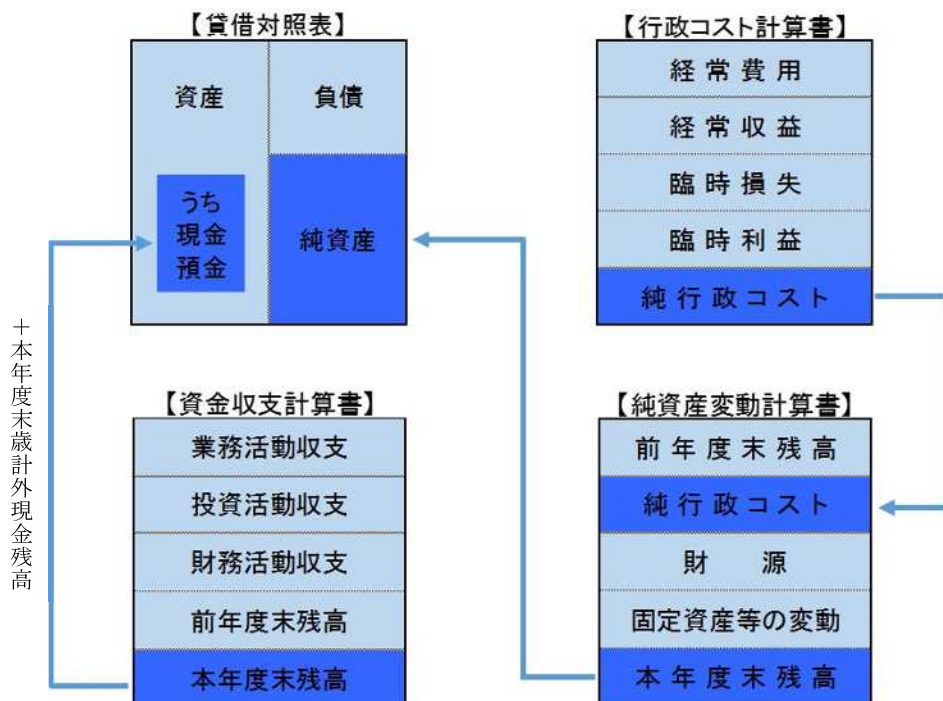 【貸借対照表】
資産
負債
うち
現金
預金
純資産
【行政コスト計算書】
経常費用
経常収益
臨時損失
臨時利益
純行政コスト
＋本年度末歳計外現金残高
【資金収支計算書】
業務活動収支
投資活動収支
財務活動収支
前年度末残高
本年度末残高
【純資産変動計算書】
前年度末残高
純行政コスト
財　源
固定資産等の変動
本年度末残高